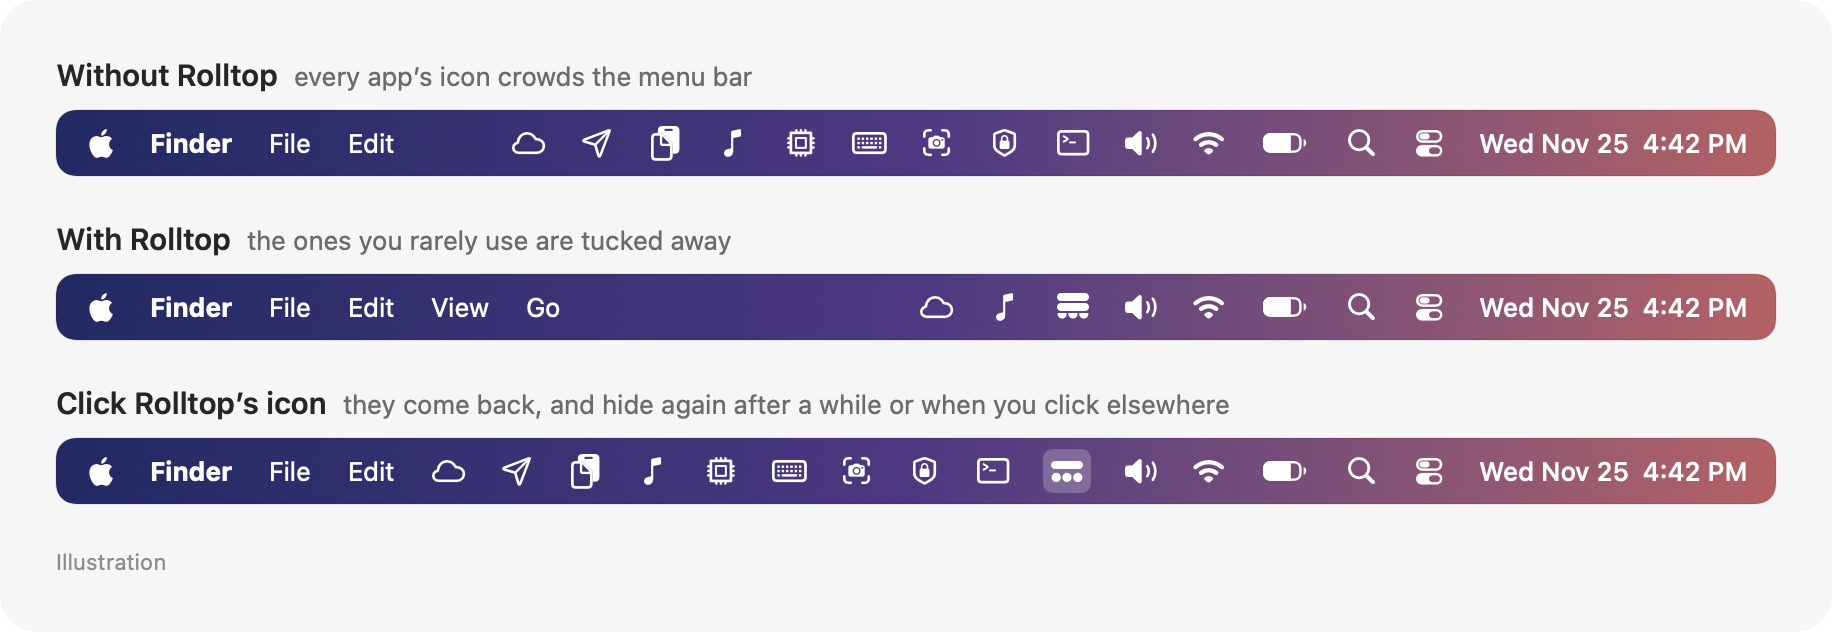 Without Rolltop every app’s icon crowds the menu bar
Finder File Edit Wed Nov 25 4:42 PM
With Rolltop the ones you rarely use are tucked away
Finder File Edit View Go Wed Nov 25 4:42 PM
Click Rolltop’s icon they come back, and hide again after a while or when you click elsewhere
Finder File Edit Wed Nov 25 4:42 PM
Illustration